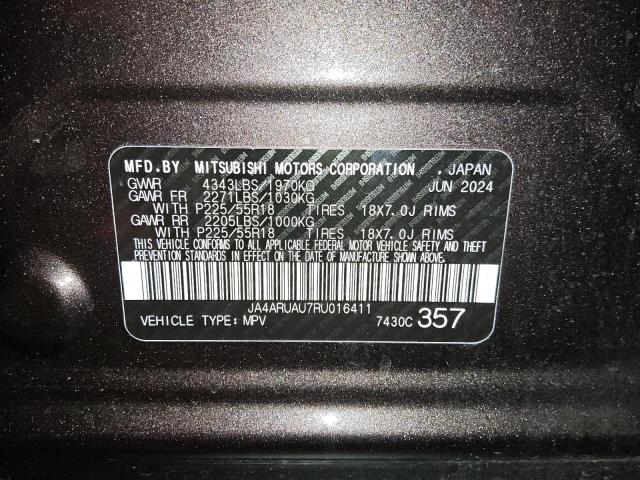 MFD.BY MITSUBISHI MOTORS CORPORATION . JAPAN
GVWR 4343LBS/1970KG JUN 2024
GAWR FR 2271LBS/1030KG
WITH P225/55R18 TIRES 18X7.0J RIMS
GAWR RR 2205LBS/1000KG
WITH P225/55R18 TIRES 18X7.0J RIMS
THIS VEHICLE CONFORMS TO ALL APPLICABLE FEDERAL MOTOR VEHICLE SAFETY AND THEFT
PREVENTION STANDARDS IN EFFECT ON THE DATE OF MANUFACTURE SHOWN ABOVE.
JA4ARUAU7RU016411
VEHICLE TYPE:MPV 7430C 357